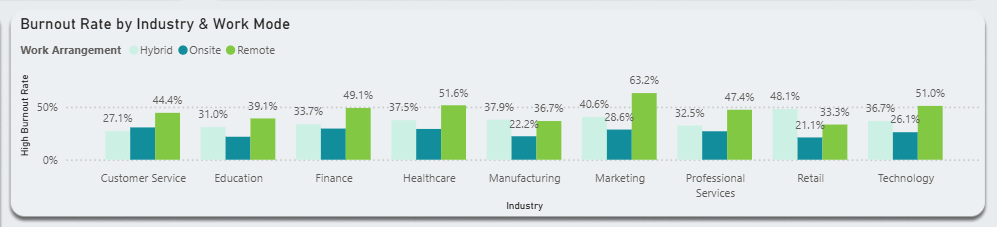 Burnout Rate by Industry & Work Mode
Work Arrangement Hybrid Onsite Remote
High Burnout Rate
50%
0%
27.1% 44.4%
31.0% 39.1%
33.7% 49.1%
37.5% 51.6%
37.9% 22.2% 36.7%
40.6% 28.6% 63.2%
32.5% 47.4%
48.1% 21.1% 33.3%
36.7% 26.1% 51.0%
Customer Service
Education
Finance
Healthcare
Manufacturing
Marketing
Professional
Services
Retail
Technology
Industry